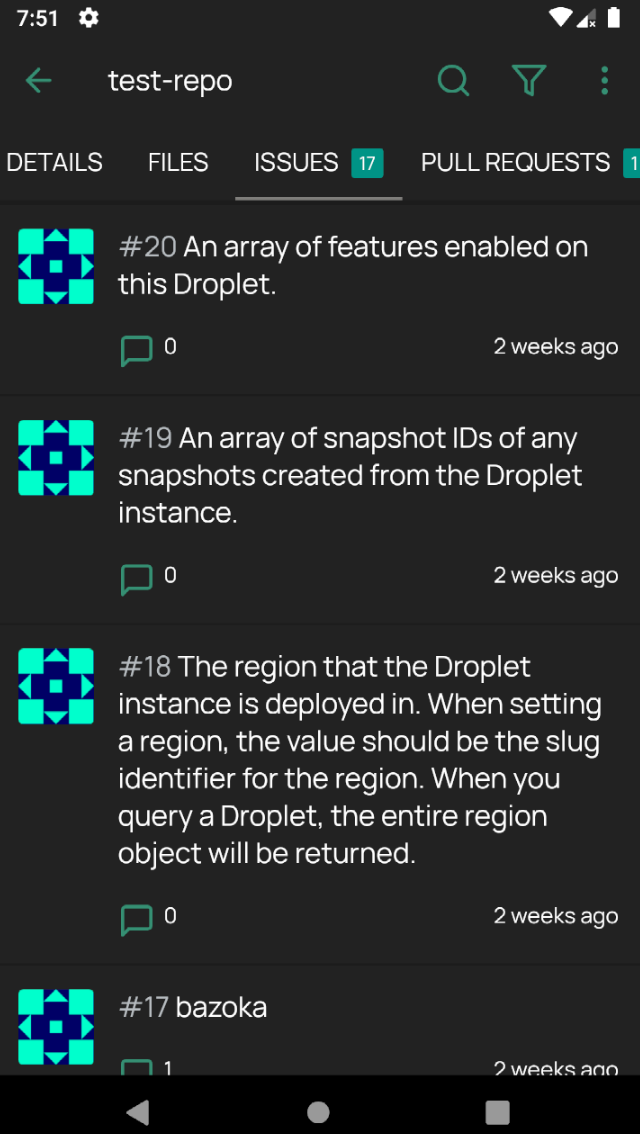 7:51
test-repo
DETAILS
FILES
ISSUES 17
PULL REQUESTS 1
#20 An array of features enabled on
this Droplet.
0
2 weeks ago
#19 An array of snapshot IDs of any
snapshots created from the Droplet
instance.
0
2 weeks ago
#18 The region that the Droplet
instance is deployed in. When setting
a region, the value should be the slug
identifier for the region. When you
query a Droplet, the entire region
object will be returned.
0
2 weeks ago
#17 bazoka
1
2 weeks ago